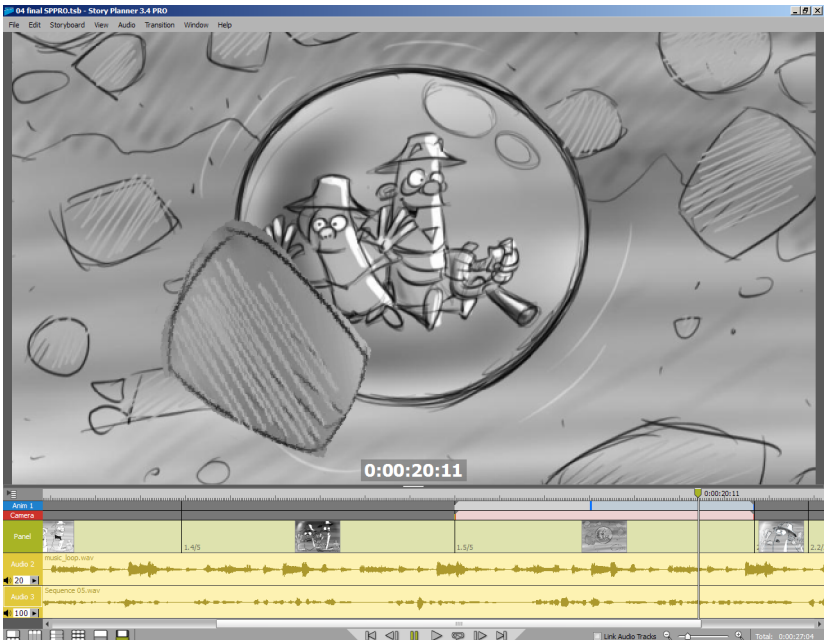 04 final SPPRO.tsb - Story Planner 3.4 PRO
File Edit Storyboard View Audio Transition Window Help
0:00:20:11
0:00:20:11
Anim 1
Camera
Panel
1.4/5
1.5/5
2.2/
music_loop.wav
Audio 2
20
Sequence 05.wav
Audio 3
100
Link Audio Tracks
Total: 0:00:27:04